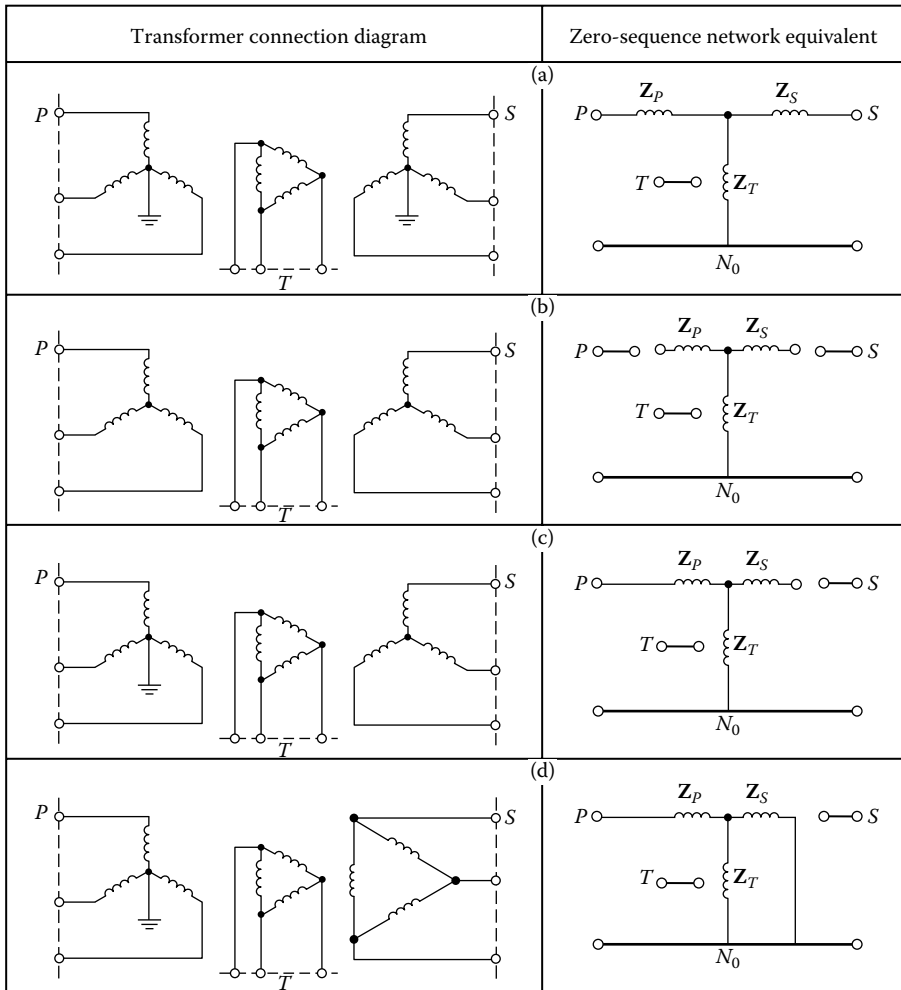 Transformer connection diagram
Zero-sequence network equivalent
(a)
P
S
T
P
Z_P
Z_S
S
T
Z_T
N_0
(b)
P
S
T
P
Z_P
Z_S
S
T
Z_T
N_0
(c)
P
S
T
P
Z_P
Z_S
S
T
Z_T
N_0
(d)
P
S
T
P
Z_P
Z_S
S
T
Z_T
N_0